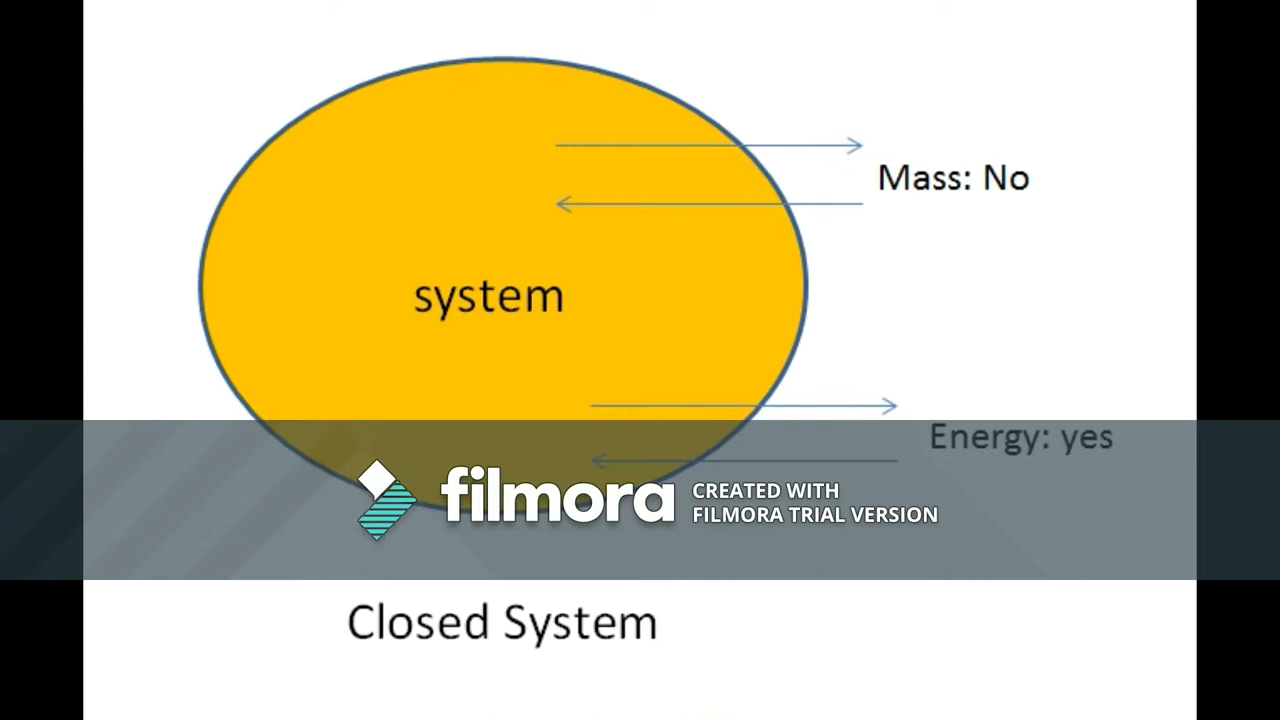 Mass: No
system
Energy: yes
filmora
CREATED WITH
FILMORA TRIAL VERSION
Closed System